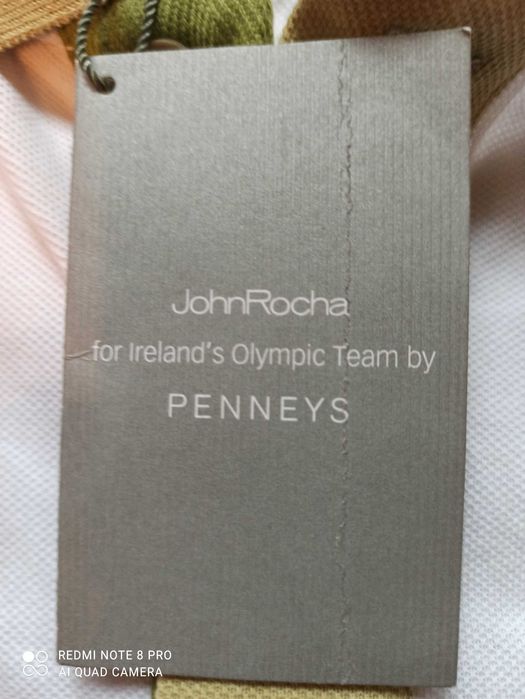 JohnRocha
for Ireland's Olympic Team by
PENNEYS
REDMI NOTE 8 PRO
AI QUAD CAMERA